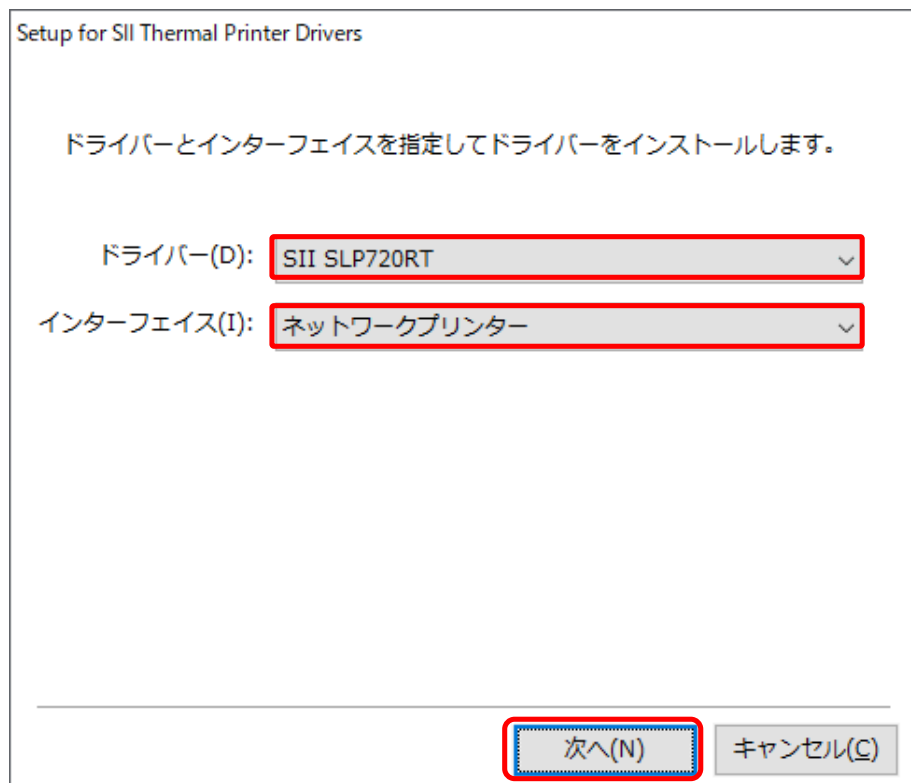 Setup for SII Thermal Printer Drivers
ドライバーとインターフェイスを指定してドライバーをインストールします。
ドライバー(D): SII SLP720RT
インターフェイス(I): ネットワークプリンター
次へ(N) キャンセル(C)